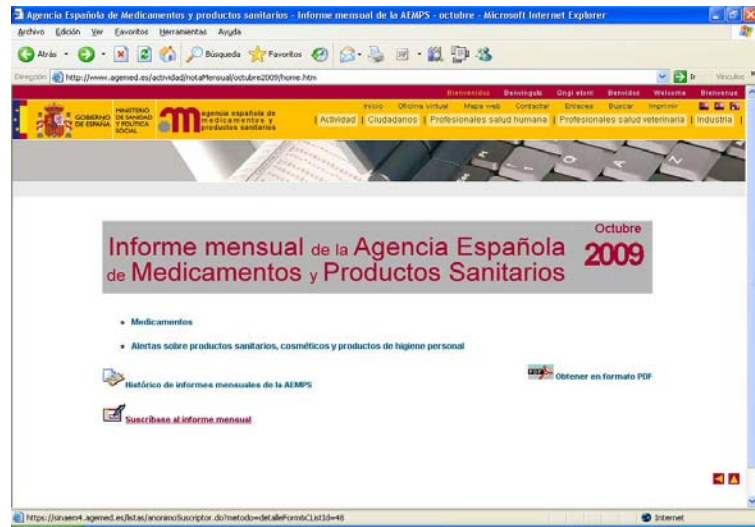 Agencia Española de Medicamentos y productos sanitarios - Informe mensual de la AEMPS - octubre - Microsoft Internet Explorer
Archivo Edición Ver Favoritos Herramientas Ayuda
Atrás Búsqueda Favoritos
Dirección http://www.agemed.es/actividad/notaMensual/octubre2009/home.htm Ir Vínculos
Bienvenidos Benvinguts Ongi etorri Benvidos Welcome Bienvenue
Inicio Oficina virtual Mapa web Contactar Enlaces Buscar Imprimir
GOBIERNO DE ESPAÑA
MINISTERIO DE SANIDAD Y POLÍTICA SOCIAL
agencia española de
medicamentos y
productos sanitarios
| Actividad | Ciudadanos | Profesionales salud humana | Profesionales salud veterinaria | Industria |
Octubre
2009
Informe mensual de la Agencia Española
de Medicamentos y Productos Sanitarios
• Medicamentos
• Alertas sobre productos sanitarios, cosméticos y productos de higiene personal
Histórico de informes mensuales de la AEMPS
PDF Obtener en formato PDF
Suscríbase al informe mensual
https://sinaem4.agemed.es/listas/anonimoSuscriptor.do?metodo=detalleForm&CListId=48 Internet